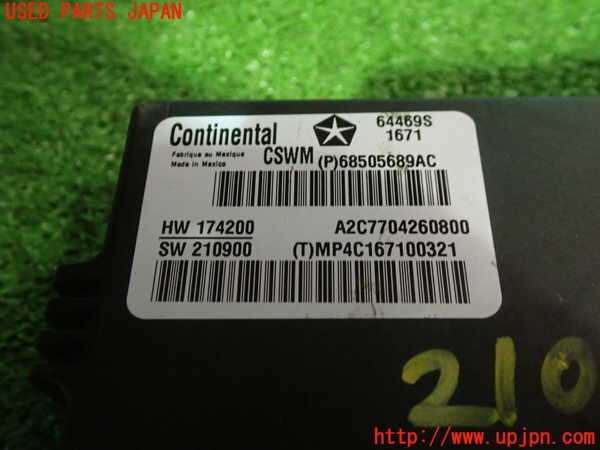 USED PARTS JAPAN
Continental
64469S
1671
Fabrique au Mexique
Made in Mexico
CSWM (P)68505689AC
HW 174200
A2C7704260800
SW 210900
(T)MP4C167100321
210
http://www.upjpn.com/